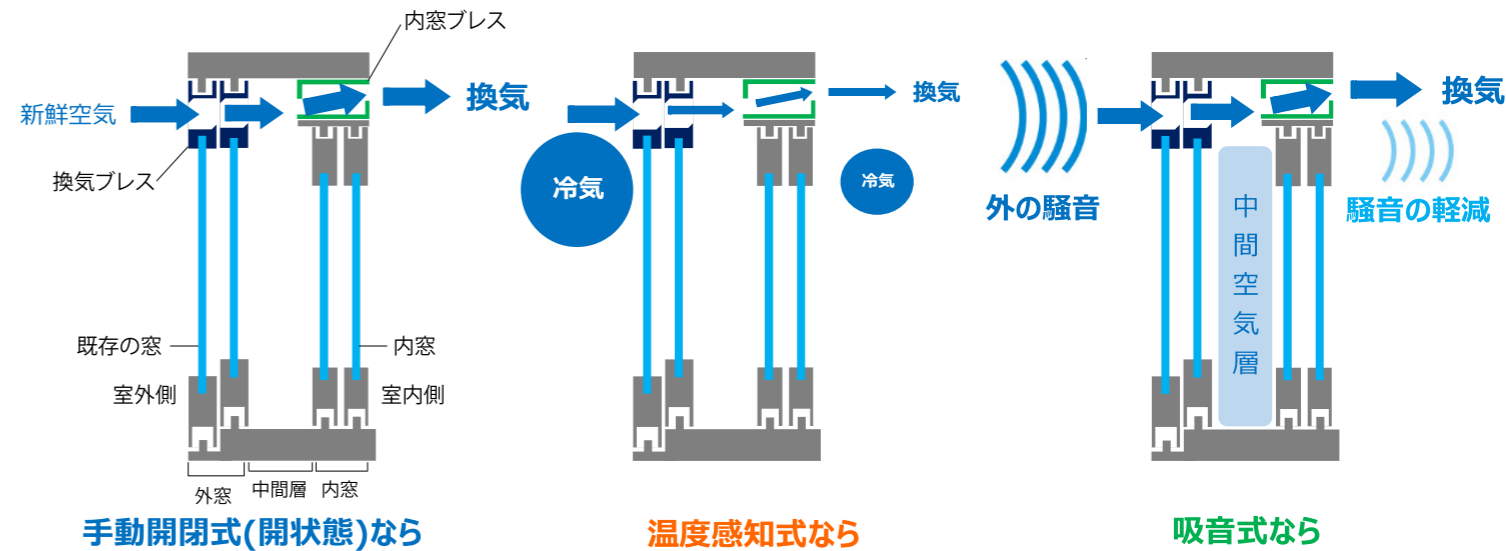 内窓ブレス
新鮮空気
換気
換気ブレス
既存の窓
内窓
室外側
室内側
外窓
中間層
内窓
手動開閉式(開状態)なら
換気
冷気
冷気
温度感知式なら
換気
外の騒音
騒音の軽減
中間空気層
吸音式なら